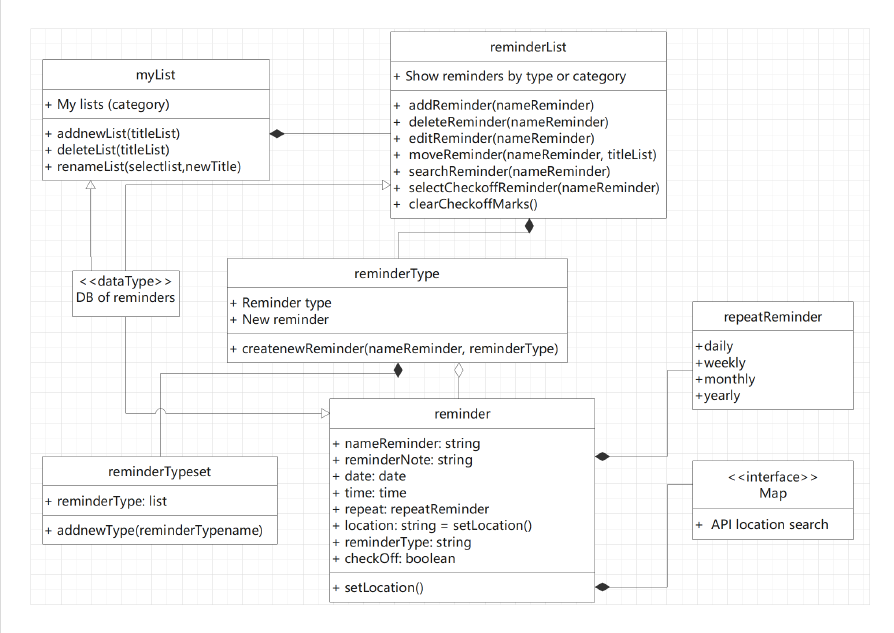 myList
+ My lists (category)
+ addnewList(titleList)
+ deleteList(titleList)
+ renameList(selectlist,newTitle)
reminderList
+ Show reminders by type or category
+ addReminder(nameReminder)
+ deleteReminder(nameReminder)
+ editReminder(nameReminder)
+ moveReminder(nameReminder, titleList)
+ searchReminder(nameReminder)
+ selectCheckoffReminder(nameReminder)
+ clearCheckoffMarks()
<<dataType>>
DB of reminders
reminderType
+ Reminder type
+ New reminder
+ createnewReminder(nameReminder, reminderType)
repeatReminder
+daily
+weekly
+monthly
+yearly
reminder
+ nameReminder: string
+ reminderNote: string
+ date: date
+ time: time
+ repeat: repeatReminder
+ location: string = setLocation()
+ reminderType: string
+ checkOff: boolean
+ setLocation()
reminderTypeset
+ reminderType: list
+ addnewType(reminderTypename)
<<interface>>
Map
+ API location search